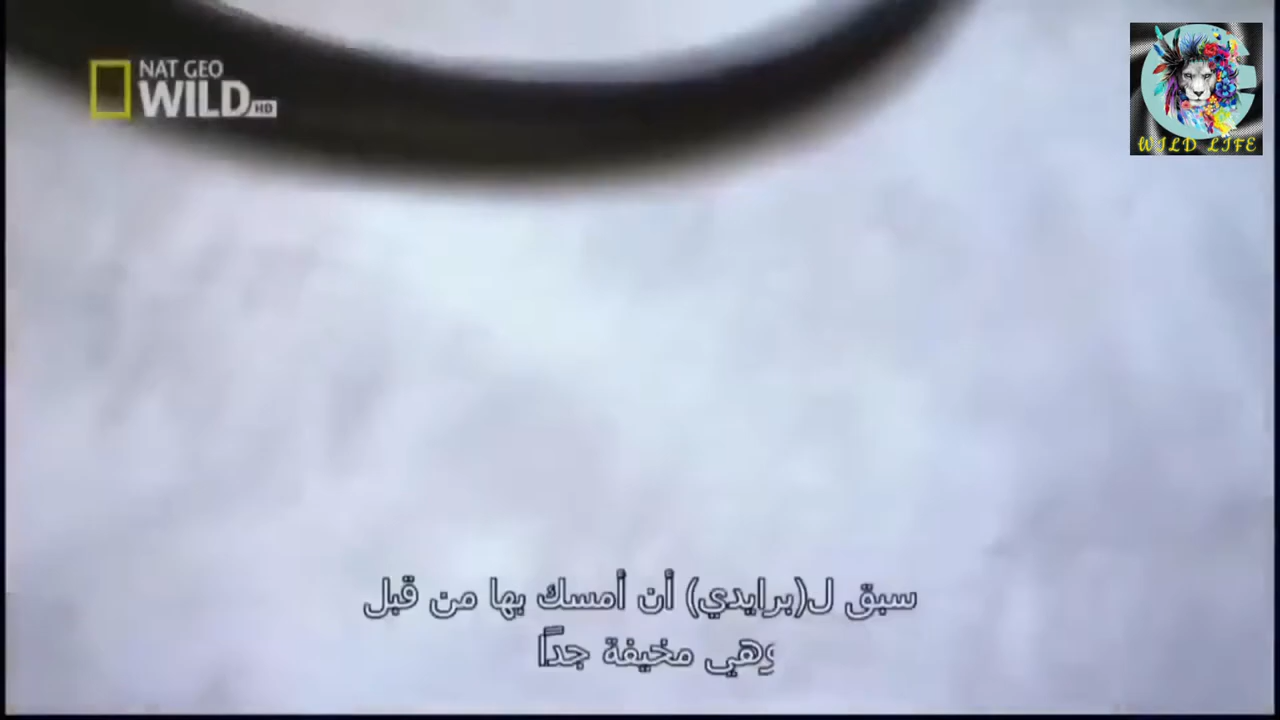 NAT GEO
WILD HD
WILD LIFE
سبق ل(برايدي) أن أمسك بها من قبل
وهي مخيفة جداً